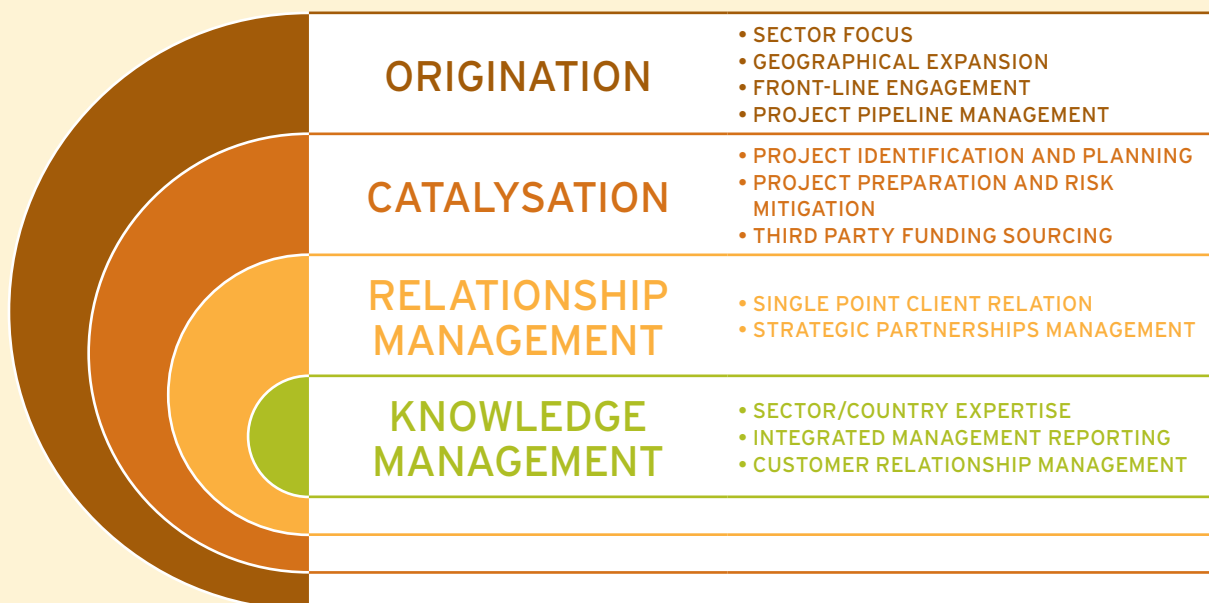 ORIGINATION
• SECTOR FOCUS
• GEOGRAPHICAL EXPANSION
• FRONT-LINE ENGAGEMENT
• PROJECT PIPELINE MANAGEMENT
CATALYSATION
• PROJECT IDENTIFICATION AND PLANNING
• PROJECT PREPARATION AND RISK
MITIGATION
• THIRD PARTY FUNDING SOURCING
RELATIONSHIP
MANAGEMENT
• SINGLE POINT CLIENT RELATION
• STRATEGIC PARTNERSHIPS MANAGEMENT
KNOWLEDGE
MANAGEMENT
• SECTOR/COUNTRY EXPERTISE
• INTEGRATED MANAGEMENT REPORTING
• CUSTOMER RELATIONSHIP MANAGEMENT